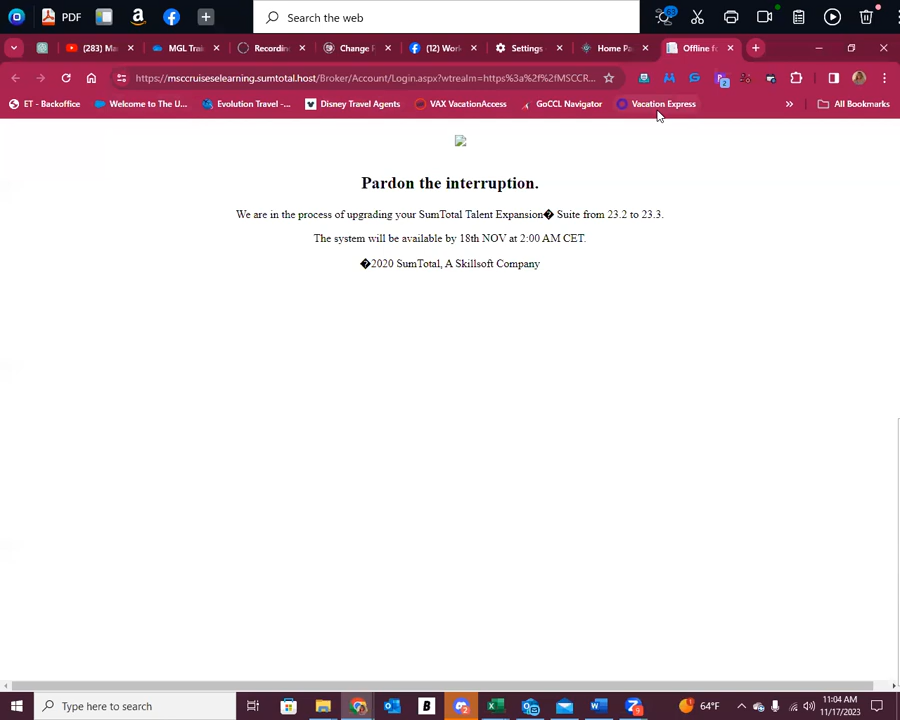 PDF
Search the web
(283) Ma
MGL Trai
Recordin
Change F
(12) Work
Settings
Home Pa
Offline fo
https://msccruiseselearning.sumtotal.host/Broker/Account/Login.aspx?wtrealm=https%3a%2f%2fMSCCR...
2
ET - Backoffice
Welcome to The U...
Evolution Travel -...
Disney Travel Agents
VAX VacationAccess
GoCCL Navigator
Vacation Express
»
All Bookmarks
Pardon the interruption.
We are in the process of upgrading your SumTotal Talent Expansion� Suite from 23.2 to 23.3.
The system will be available by 18th NOV at 2:00 AM CET.
�2020 SumTotal, A Skillsoft Company
Type here to search
B
64°F
11:04 AM
11/17/2023